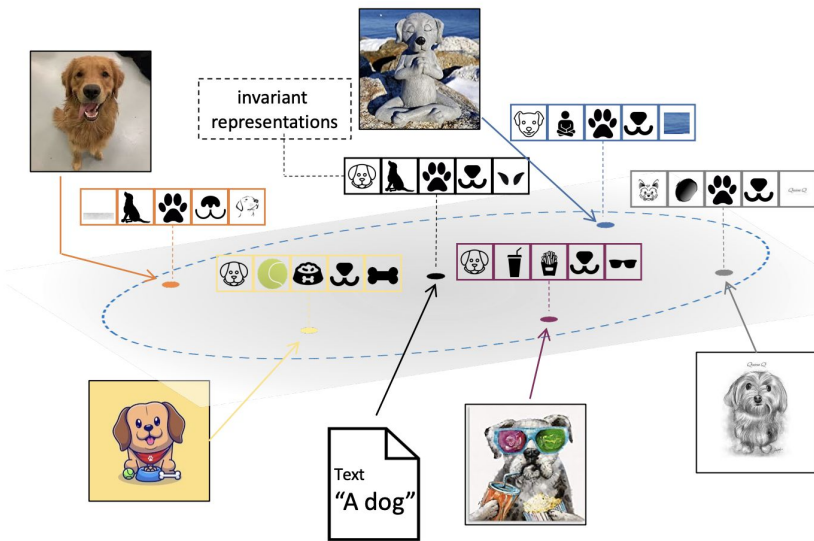 invariant
representations
Text
“A dog”